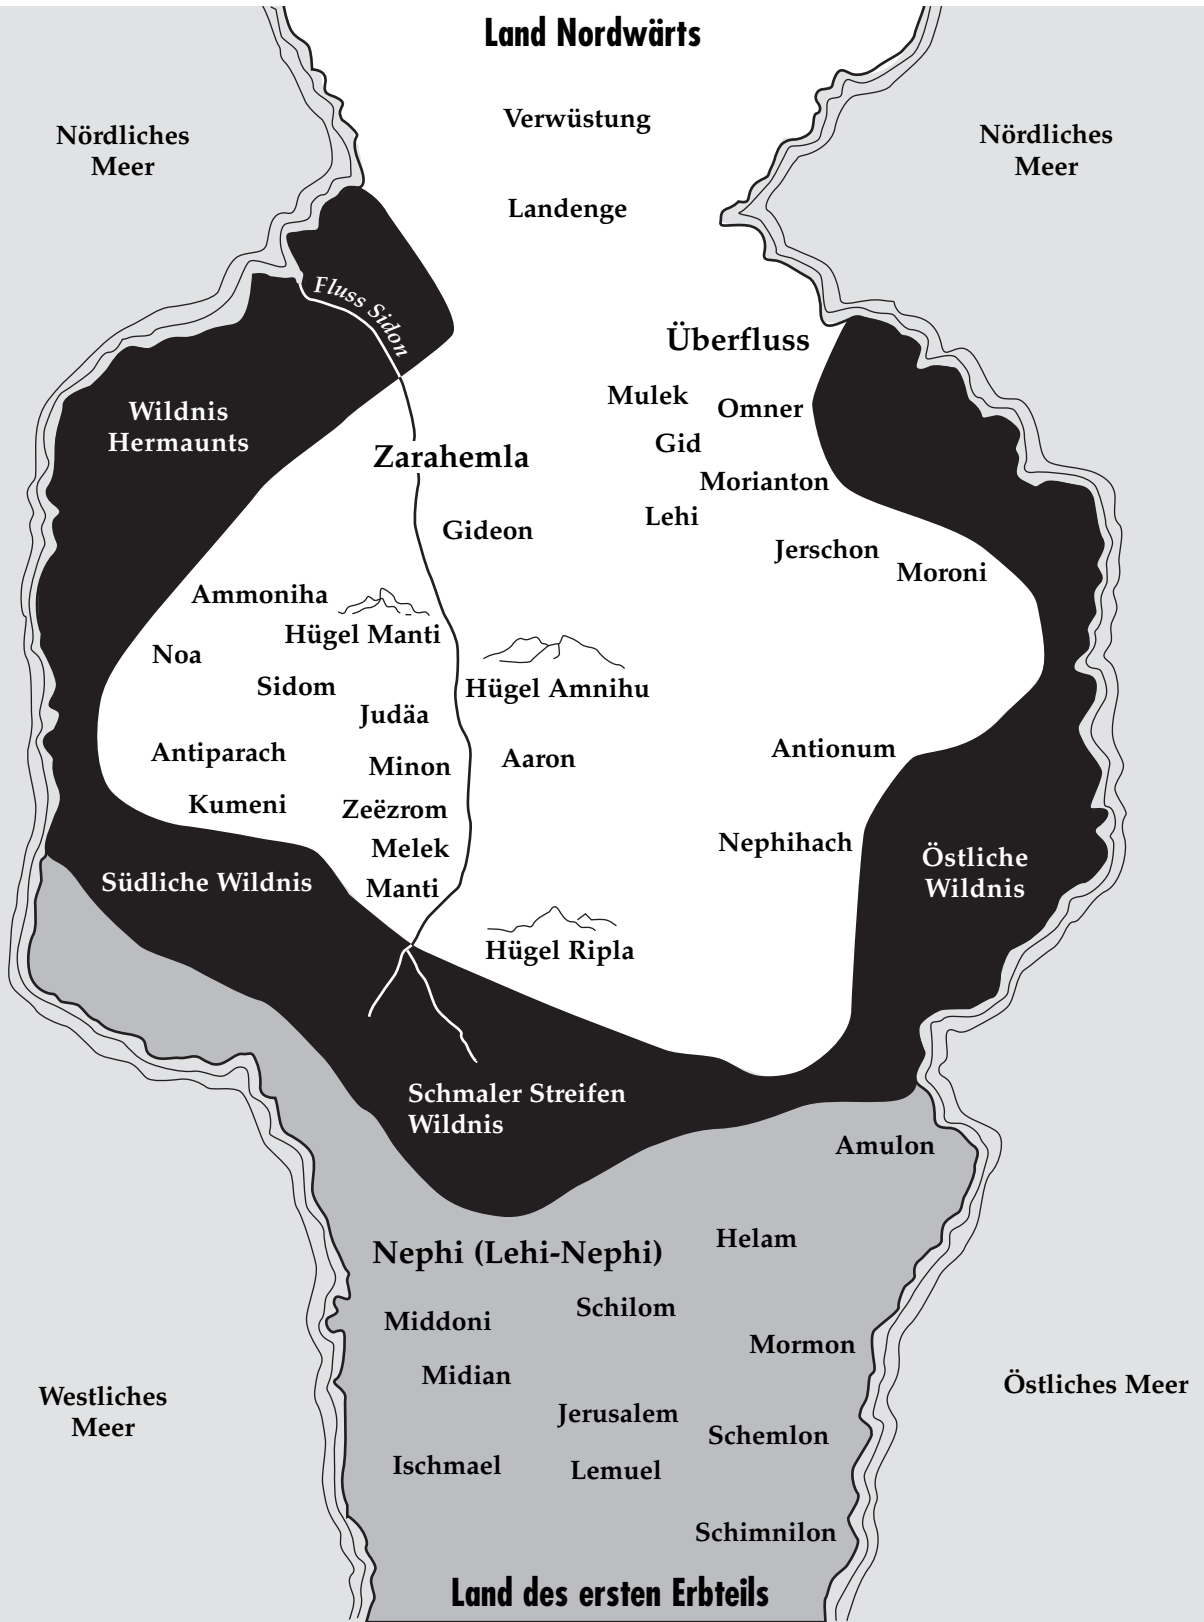 Land Nordwärts
Verwüstung
Nördliches
Meer
Nördliches
Meer
Landenge
Fluss Sidon
Überfluss
Mulek
Omner
Wildnis
Hermaunts
Gid
Zarahemla
Morianton
Lehi
Gideon
Jerschon
Moroni
Ammoniha
Hügel Manti
Noa
Sidom
Hügel Amnihu
Judäa
Antiparach
Minon
Aaron
Antionum
Kumeni
Zeëzrom
Melek
Nephihach
Östliche
Wildnis
Südliche Wildnis
Manti
Hügel Ripla
Schmaler Streifen
Wildnis
Amulon
Helam
Nephi (Lehi-Nephi)
Schilom
Middoni
Mormon
Midian
Westliches
Meer
Östliches Meer
Jerusalem
Schemlon
Ischmael
Lemuel
Schimnilon
Land des ersten Erbteils